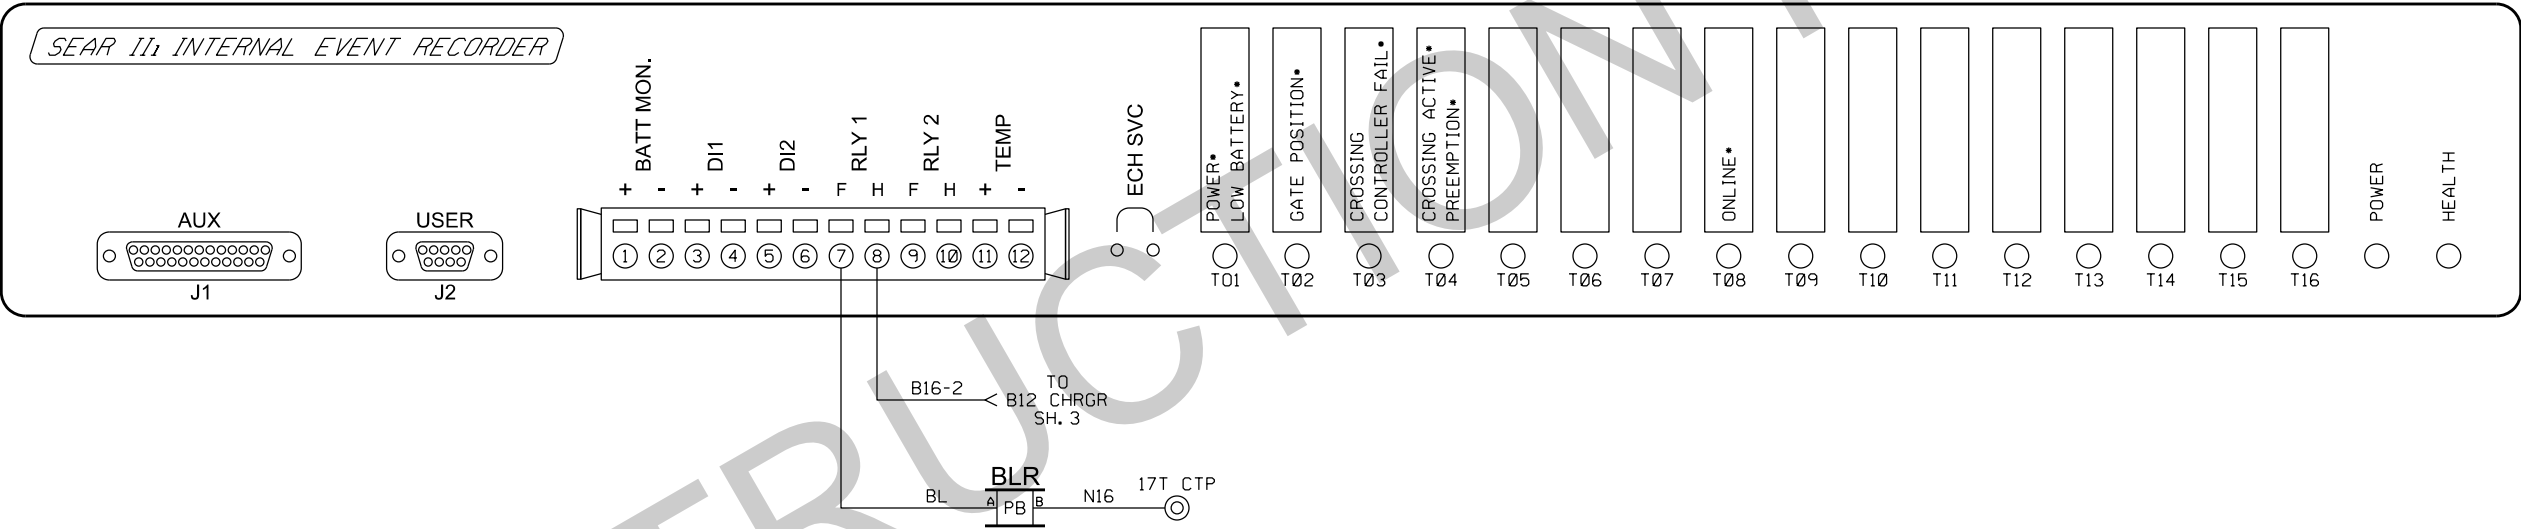 SEAR IIı INTERNAL EVENT RECORDER
AUX
J1
USER
J2
BATT MON.
DI1
DI2
RLY 1
RLY 2
TEMP
+ - + - + - F H F H + -
1 2 3 4 5 6 7 8 9 10 11 12
ECH SVC
POWER*
LOW BATTERY*
GATE POSITION*
CROSSING
CONTROLLER FAIL*
CROSSING ACTIVE*
PREEMPTION*
ONLINE*
T01 T02 T03 T04 T05 T06 T07 T08 T09 T10 T11 T12 T13 T14 T15 T16
POWER
HEALTH
B16-2
TO
B12 CHRGR
SH. 3
BLR
BL
A PB B
N16
17T CTP
TRUCTION